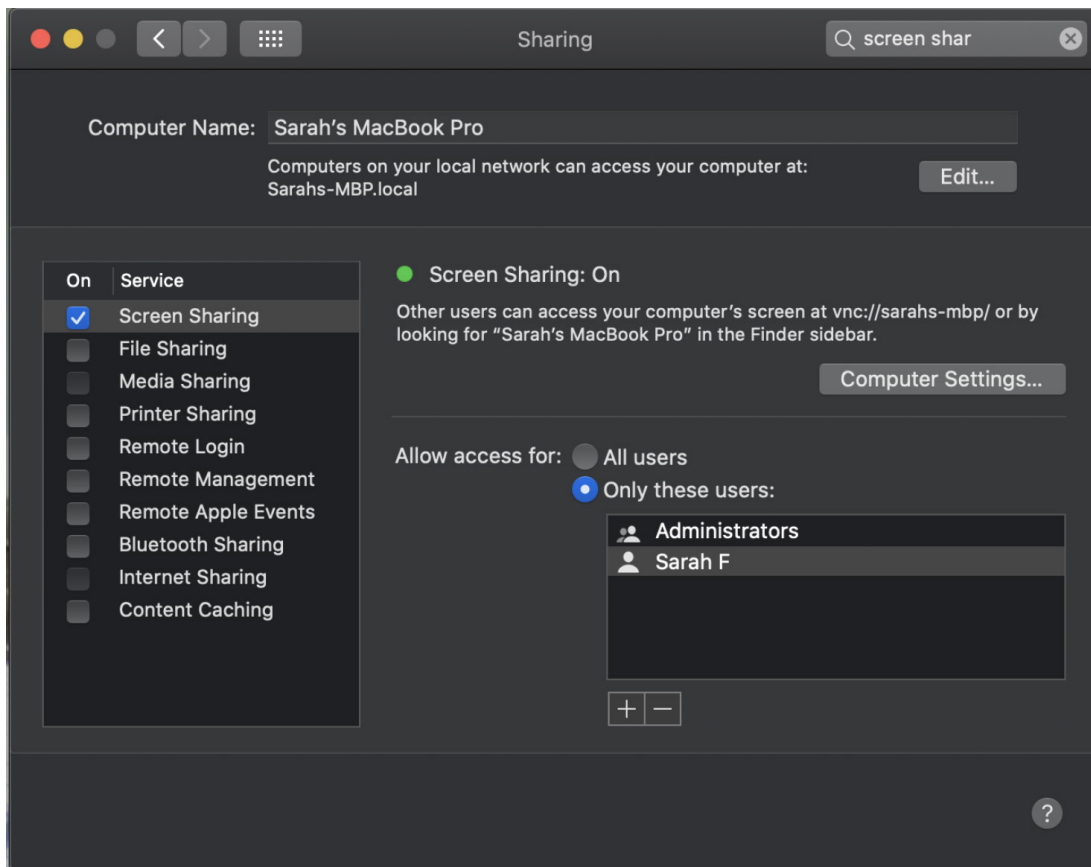 Sharing
screen shar
Computer Name: Sarah’s MacBook Pro
Computers on your local network can access your computer at:
Sarahs-MBP.local
Edit...
On Service
Screen Sharing
File Sharing
Media Sharing
Printer Sharing
Remote Login
Remote Management
Remote Apple Events
Bluetooth Sharing
Internet Sharing
Content Caching
Screen Sharing: On
Other users can access your computer’s screen at vnc://sarahs-mbp/ or by
looking for “Sarah’s MacBook Pro” in the Finder sidebar.
Computer Settings...
Allow access for: All users
Only these users:
Administrators
Sarah F
+ −
?